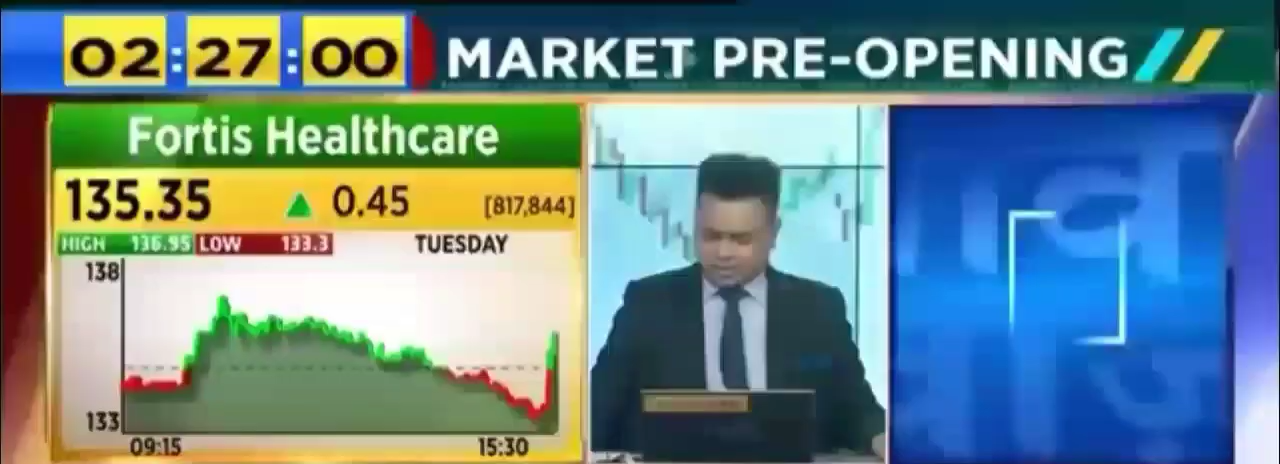 02:27:00
MARKET PRE-OPENING
Fortis Healthcare
135.35 ▲ 0.45 [817,844]
HIGH 136.95 LOW 133.3 TUESDAY
138
133
09:15 15:30